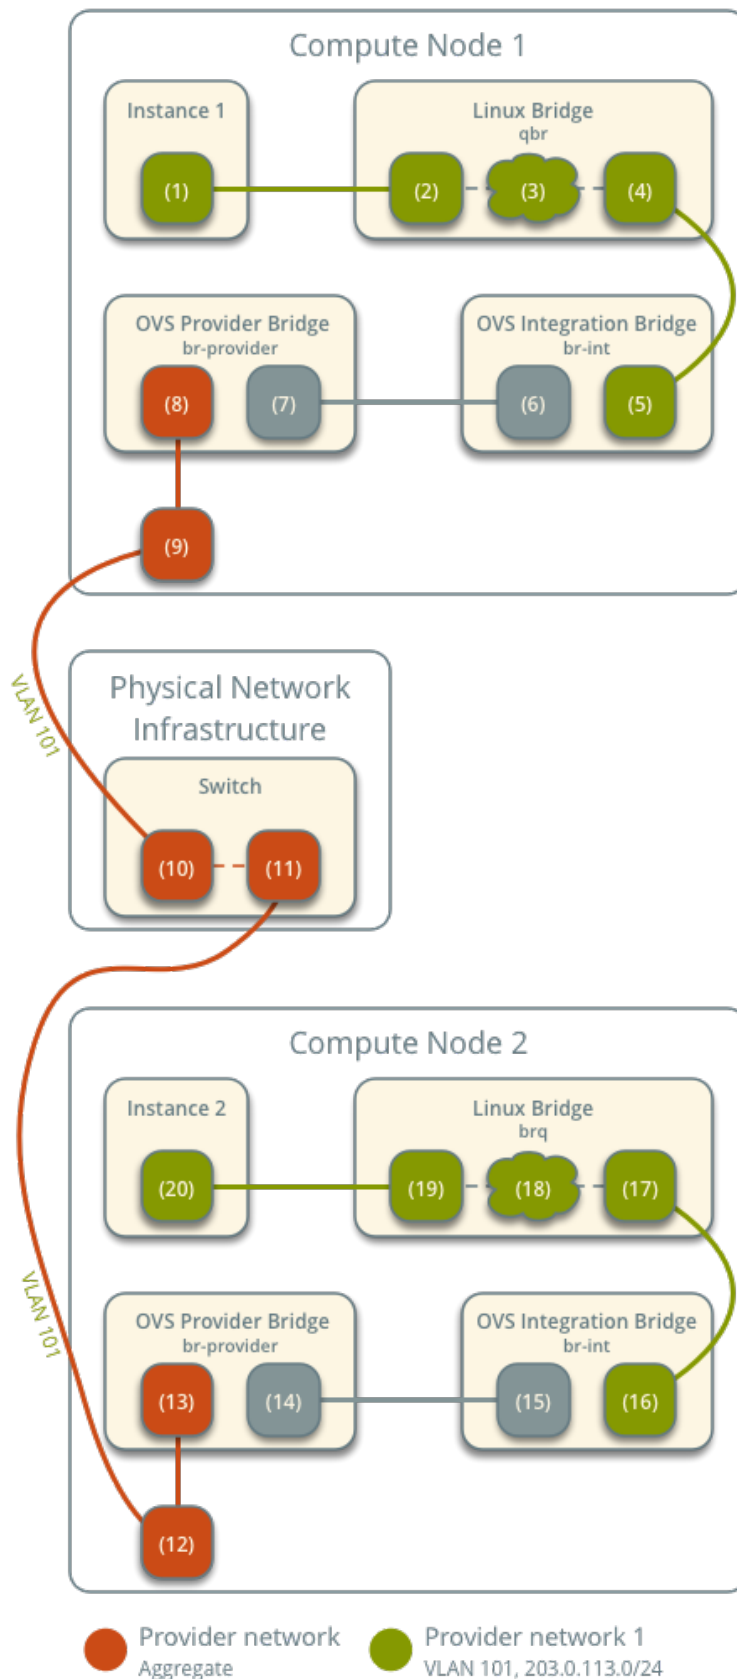 Compute Node 1
Instance 1
Linux Bridge
qbr
(1)
(2)
(3)
(4)
OVS Provider Bridge
br-provider
OVS Integration Bridge
br-int
(8)
(7)
(6)
(5)
(9)
VLAN 101
Physical Network
Infrastructure
Switch
(10)
(11)
Compute Node 2
Instance 2
Linux Bridge
brq
(20)
(19)
(18)
(17)
VLAN 101
OVS Provider Bridge
br-provider
OVS Integration Bridge
br-int
(13)
(14)
(15)
(16)
(12)
Provider network
Aggregate
Provider network 1
VLAN 101, 203.0.113.0/24